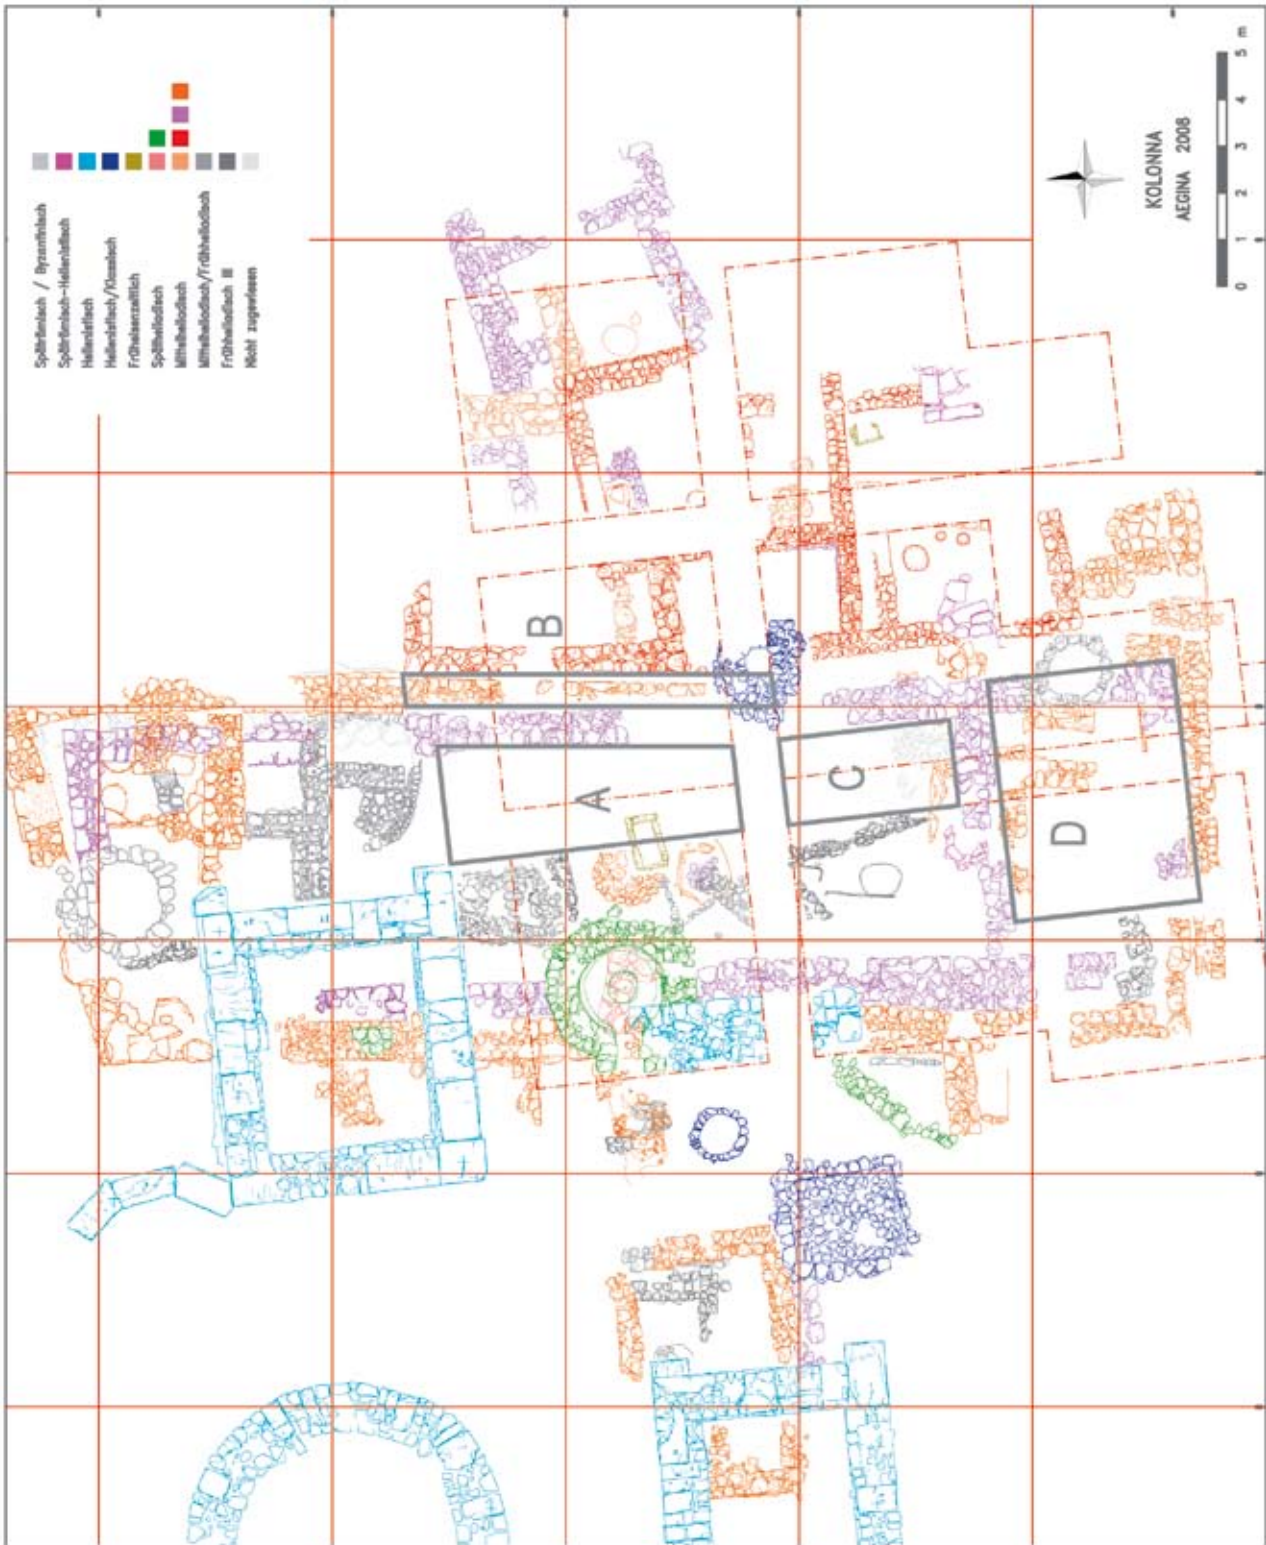 Spätrömisch / Byzantinisch
Spätrömisch-Hellenistisch
Hellenistisch
Hellenistisch/Klassisch
Früheisenzeitlich
Späthelladisch
Mittelhelladisch
Mittelhelladisch/Frühhelladisch
Frühhelladisch III
Nicht zugewiesen
B
A
C
D
KOLONNA
AEGINA 2008
0 1 2 3 4 5 m